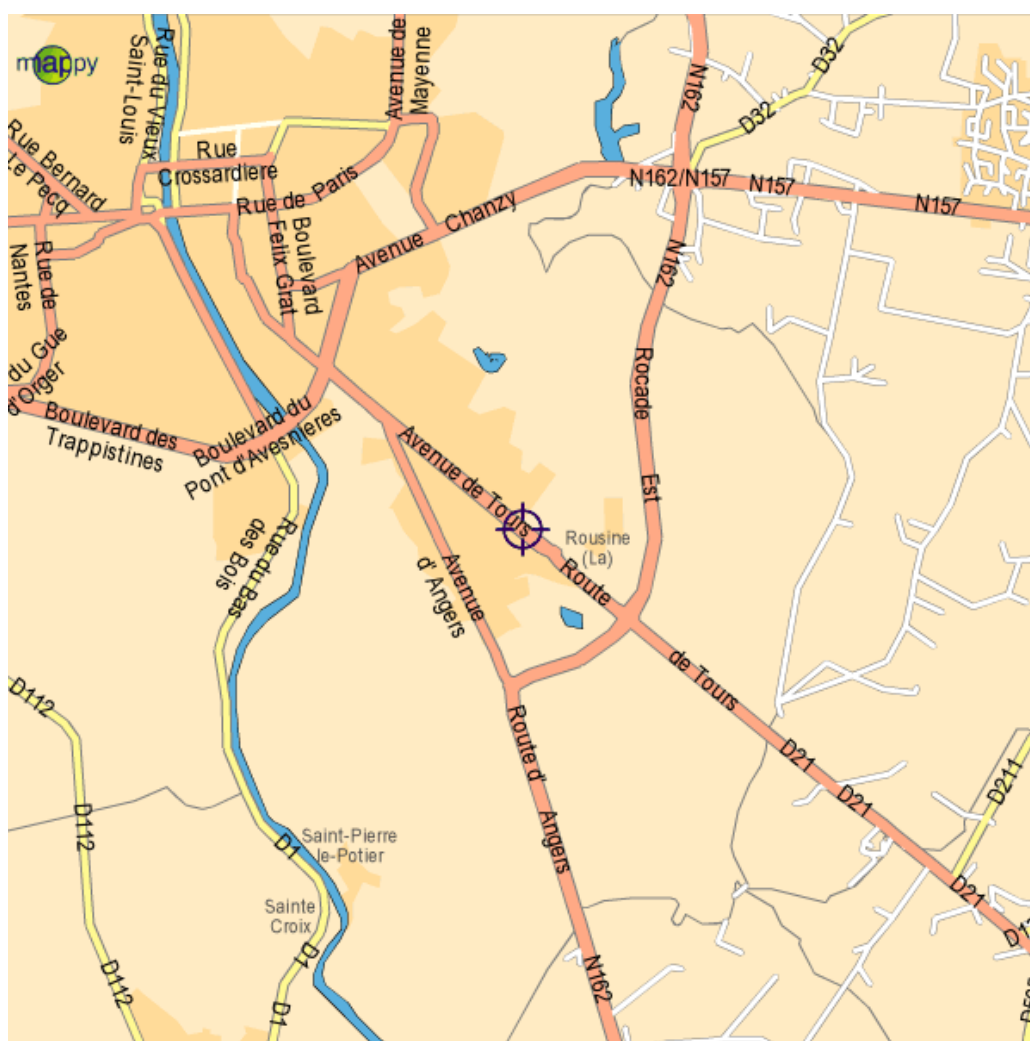 mappy
Rue du Vieux
Saint-Louis
Avenue de
Mayenne
N162
D32
D32
Rue Bernard
Le Pecq
Rue
Crossardiere
Rue de Paris
Boulevard
Felix Grat
Avenue Chanzy
N162/N157
N157
N157
Rue de
Nantes
N162
du Gue
d'Orger
Boulevard des
Trappistines
Boulevard du
Pont d'Avesnieres
Rocade
Est
Avenue de Tours
Rousine
(La)
Rue du Bas
des Bois
Avenue
d' Angers
Route
de Tours
D112
Route d'
Angers
D21
D21
D211
D112
D1
Saint-Pierre
le-Potier
Sainte
Croix
D21
D1
D112
D1
N162